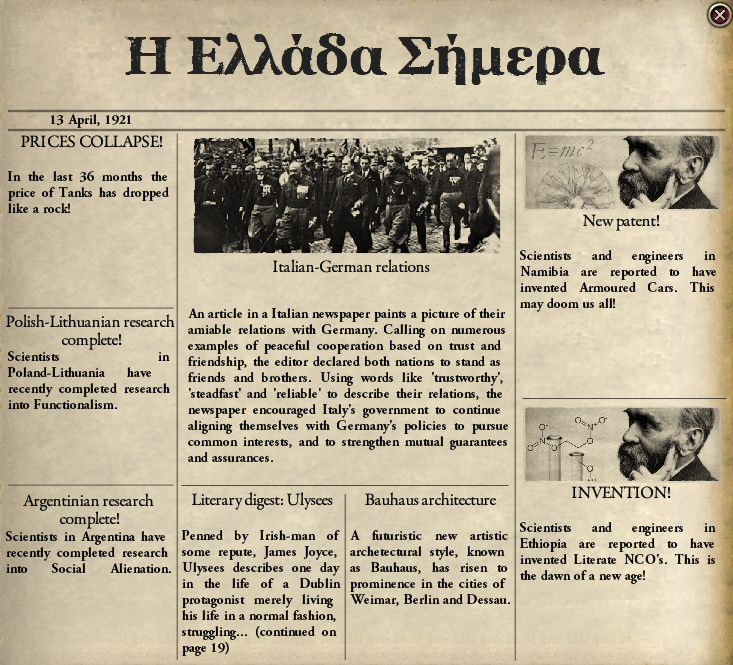 Η Ελλάδα Σήμερα
13 April, 1921
PRICES COLLAPSE!
In the last 36 months the
price of Tanks has dropped
like a rock!
Polish-Lithuanian research
complete!
Scientists in
Poland-Lithuania have
recently completed research
into Functionalism.
Argentinian research
complete!
Scientists in Argentina have
recently completed research
into Social Alienation.
Italian-German relations
An article in a Italian newspaper paints a picture of their
amiable relations with Germany. Calling on numerous
examples of peaceful cooperation based on trust and
friendship, the editor declared both nations to stand as
friends and brothers. Using words like 'trustworthy',
'steadfast' and 'reliable' to describe their relations, the
newspaper encouraged Italy's government to continue
aligning themselves with Germany's policies to pursue
common interests, and to strengthen mutual guarantees
and assurances.
Literary digest: Ulysees
Penned by Irish-man of
some repute, James Joyce,
Ulysees describes one day
in the life of a Dublin
protagonist merely living
his life in a normal fashion,
struggling... (continued on
page 19)
Bauhaus architecture
A futuristic new artistic
archetectural style, known
as Bauhaus, has risen to
prominence in the cities of
Weimar, Berlin and Dessau.
E=mc²
New patent!
Scientists and engineers in
Namibia are reported to have
invented Armoured Cars. This
may doom us all!
INVENTION!
Scientists and engineers in
Ethiopia are reported to have
invented Literate NCO's. This is
the dawn of a new age!